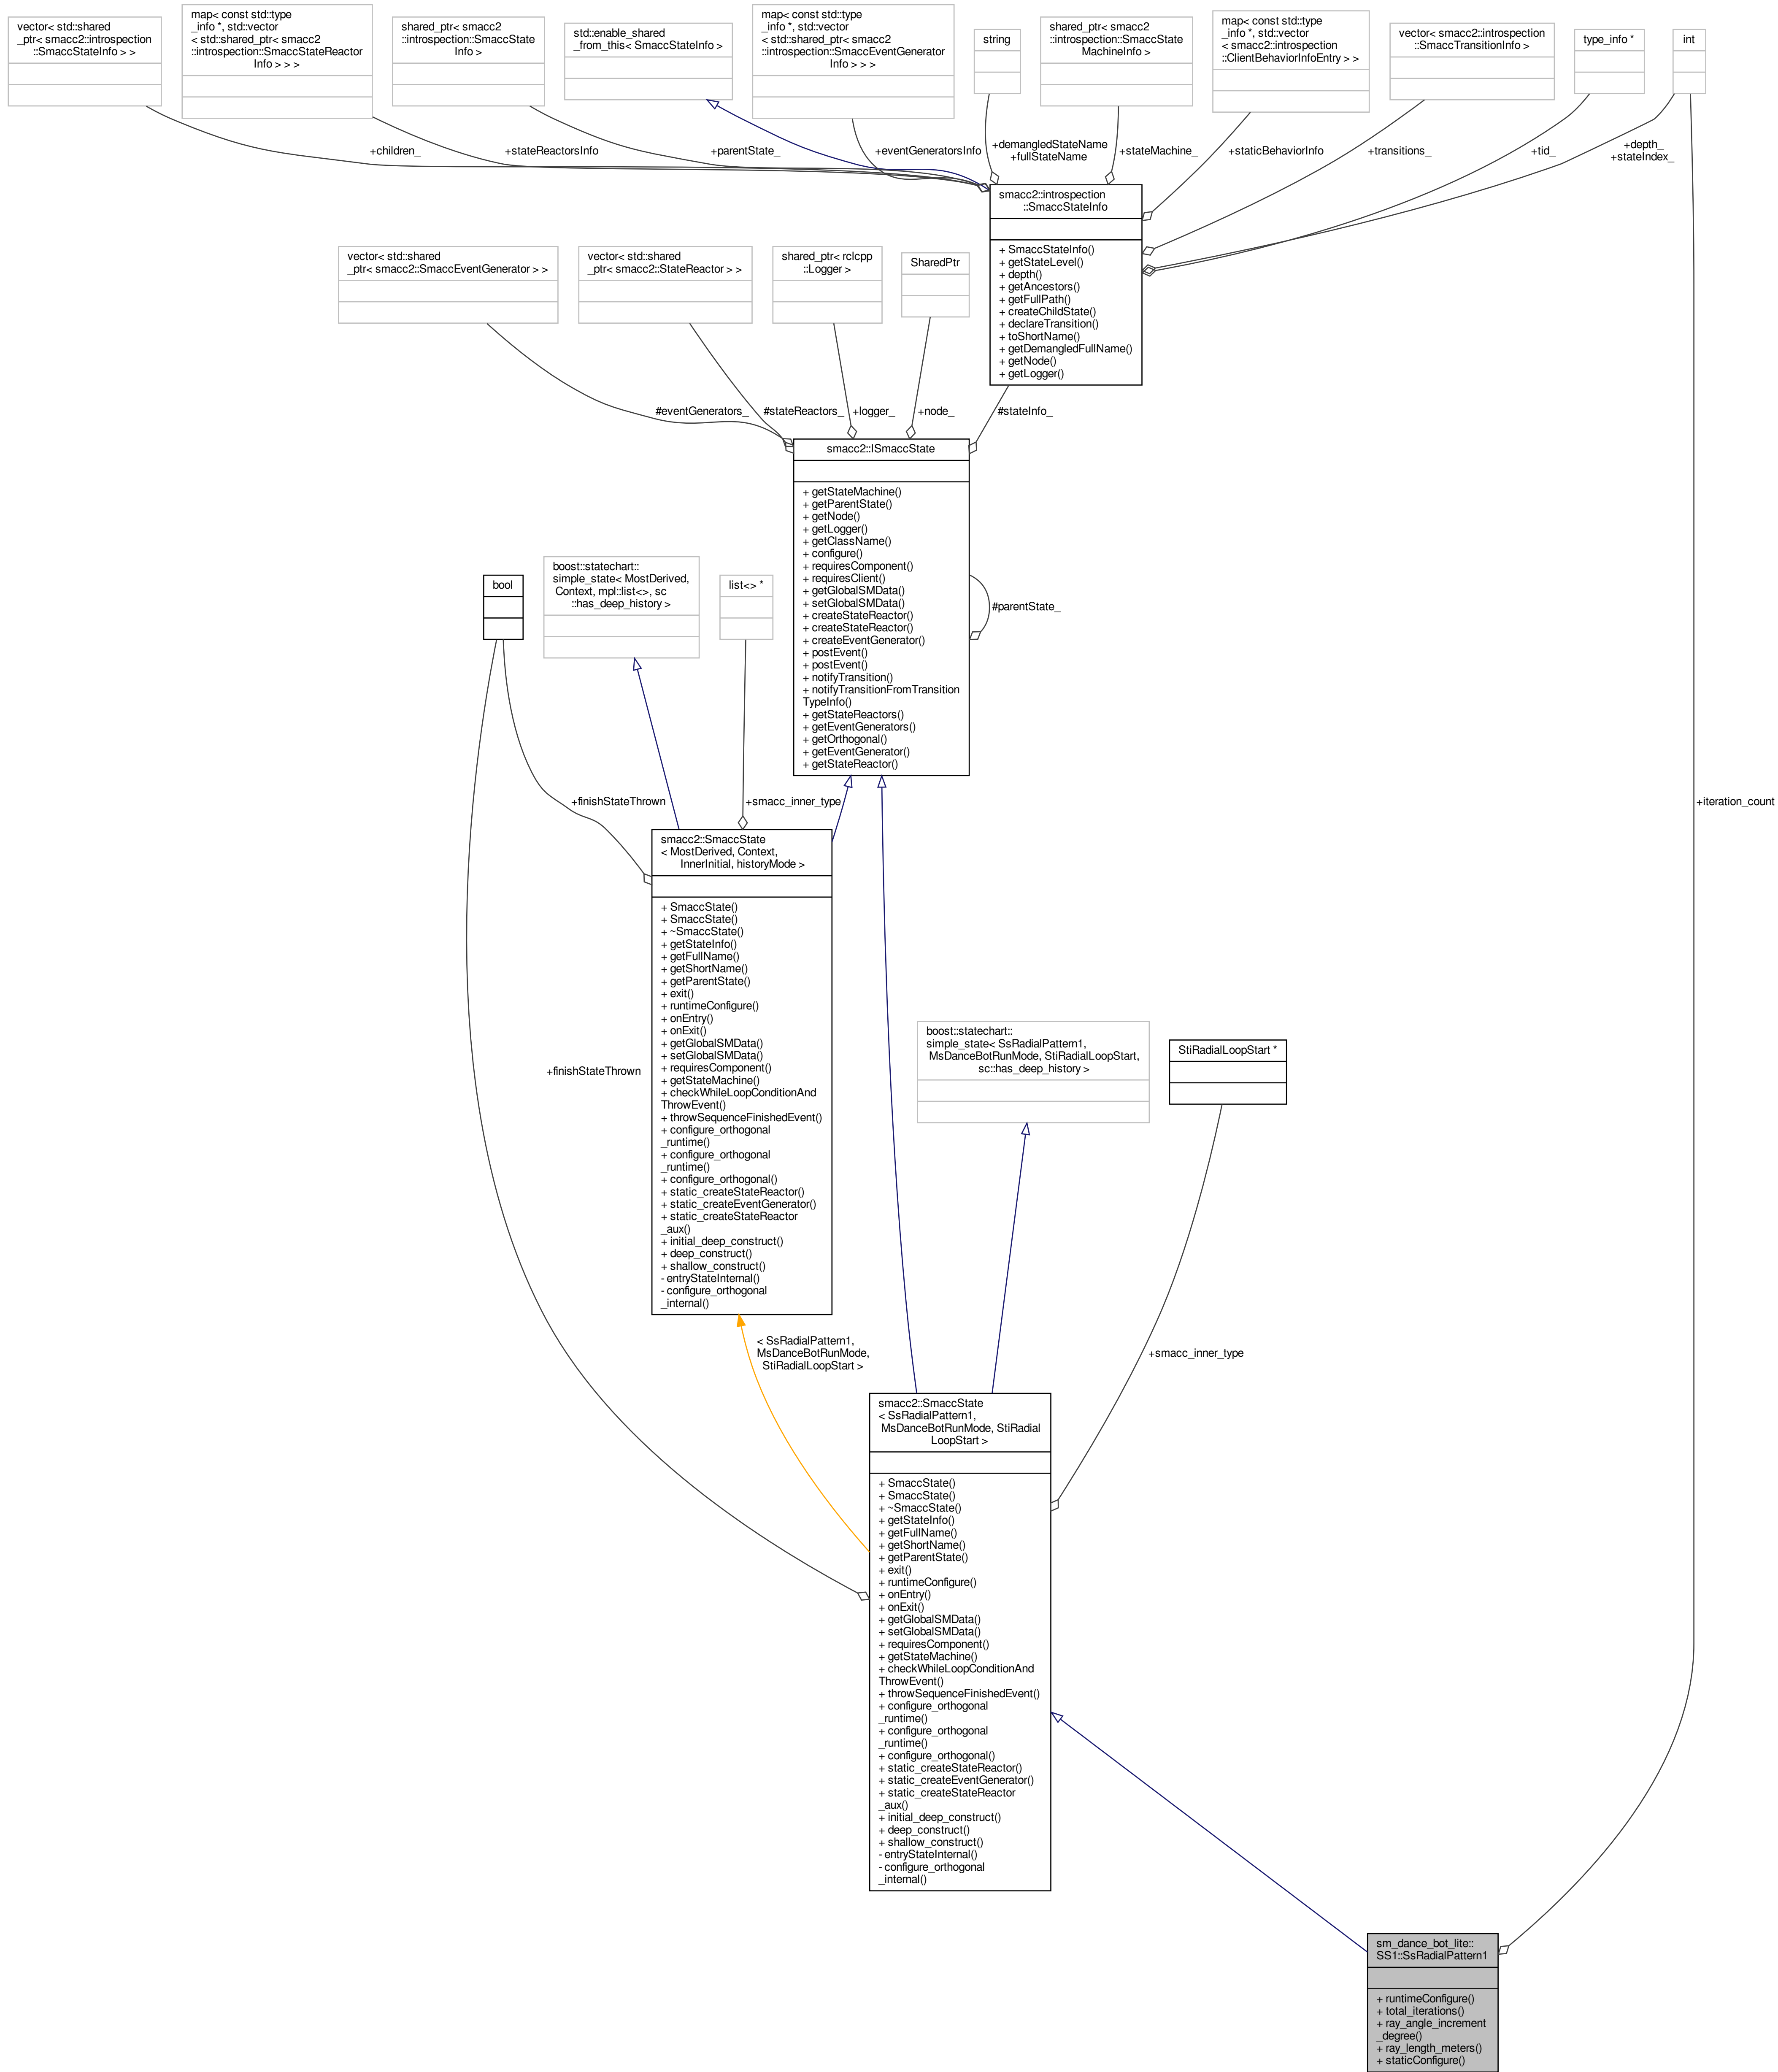 vector< std::shared
_ptr< smacc2::introspection
::SmaccStateInfo > >
map< const std::type
_info *, std::vector
< std::shared_ptr< smacc2
::introspection::SmaccStateReactor
Info > > >
shared_ptr< smacc2
::introspection::SmaccState
Info >
std::enable_shared
_from_this< SmaccStateInfo >
map< const std::type
_info *, std::vector
< std::shared_ptr< smacc2
::introspection::SmaccEventGenerator
Info > > >
string
shared_ptr< smacc2
::introspection::SmaccState
MachineInfo >
map< const std::type
_info *, std::vector
< smacc2::introspection
::ClientBehaviorInfoEntry > >
vector< smacc2::introspection
::SmaccTransitionInfo >
type_info *
int
+children_
+stateReactorsInfo
+parentState_
+eventGeneratorsInfo
+demangledStateName
+fullStateName
+stateMachine_
+staticBehaviorInfo
+transitions_
+tid_
+depth_
+stateIndex_
smacc2::introspection
::SmaccStateInfo
+ SmaccStateInfo()
+ getStateLevel()
+ depth()
+ getAncestors()
+ getFullPath()
+ createChildState()
+ declareTransition()
+ toShortName()
+ getDemangledFullName()
+ getNode()
+ getLogger()
vector< std::shared
_ptr< smacc2::SmaccEventGenerator > >
vector< std::shared
_ptr< smacc2::StateReactor > >
shared_ptr< rclcpp
::Logger >
SharedPtr
#eventGenerators_
#stateReactors_
+logger_
+node_
#stateInfo_
smacc2::ISmaccState
+ getStateMachine()
+ getParentState()
+ getNode()
+ getLogger()
+ getClassName()
+ configure()
+ requiresComponent()
+ requiresClient()
+ getGlobalSMData()
+ setGlobalSMData()
+ createStateReactor()
+ createStateReactor()
+ createEventGenerator()
+ postEvent()
+ postEvent()
+ notifyTransition()
+ notifyTransitionFromTransition
TypeInfo()
+ getStateReactors()
+ getEventGenerators()
+ getOrthogonal()
+ getEventGenerator()
+ getStateReactor()
#parentState_
bool
boost::statechart::
simple_state< MostDerived,
Context, mpl::list<>, sc
::has_deep_history >
list<> *
+iteration_count
+finishStateThrown
+smacc_inner_type
smacc2::SmaccState
< MostDerived, Context,
InnerInitial, historyMode >
+ SmaccState()
+ SmaccState()
+ ~SmaccState()
+ getStateInfo()
+ getFullName()
+ getShortName()
+ getParentState()
+ exit()
+ runtimeConfigure()
+ onEntry()
+ onExit()
+ getGlobalSMData()
+ setGlobalSMData()
+ requiresComponent()
+ getStateMachine()
+ checkWhileLoopConditionAnd
ThrowEvent()
+ throwSequenceFinishedEvent()
+ configure_orthogonal
_runtime()
+ configure_orthogonal
_runtime()
+ configure_orthogonal()
+ static_createStateReactor()
+ static_createEventGenerator()
+ static_createStateReactor
_aux()
+ initial_deep_construct()
+ deep_construct()
+ shallow_construct()
- entryStateInternal()
- configure_orthogonal
_internal()
+finishStateThrown
boost::statechart::
simple_state< SsRadialPattern1,
MsDanceBotRunMode, StiRadialLoopStart,
sc::has_deep_history >
StiRadialLoopStart *
< SsRadialPattern1,
MsDanceBotRunMode,
StiRadialLoopStart >
+smacc_inner_type
smacc2::SmaccState
< SsRadialPattern1,
MsDanceBotRunMode, StiRadial
LoopStart >
+ SmaccState()
+ SmaccState()
+ ~SmaccState()
+ getStateInfo()
+ getFullName()
+ getShortName()
+ getParentState()
+ exit()
+ runtimeConfigure()
+ onEntry()
+ onExit()
+ getGlobalSMData()
+ setGlobalSMData()
+ requiresComponent()
+ getStateMachine()
+ checkWhileLoopConditionAnd
ThrowEvent()
+ throwSequenceFinishedEvent()
+ configure_orthogonal
_runtime()
+ configure_orthogonal
_runtime()
+ configure_orthogonal()
+ static_createStateReactor()
+ static_createEventGenerator()
+ static_createStateReactor
_aux()
+ initial_deep_construct()
+ deep_construct()
+ shallow_construct()
- entryStateInternal()
- configure_orthogonal
_internal()
sm_dance_bot_lite::
SS1::SsRadialPattern1
+ runtimeConfigure()
+ total_iterations()
+ ray_angle_increment
_degree()
+ ray_length_meters()
+ staticConfigure()